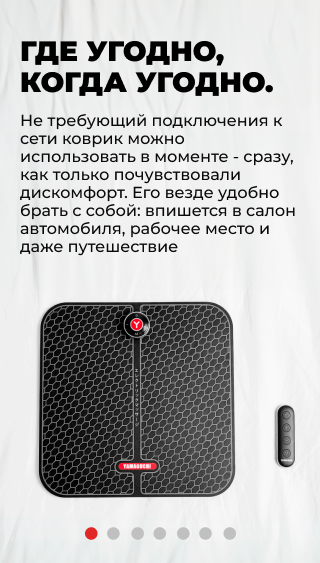 ГДЕ УГОДНО,
КОГДА УГОДНО.
Не требующий подключения к
сети коврик можно
использовать в моменте - сразу,
как только почувствовали
дискомфорт. Его везде удобно
брать с собой: впишется в салон
автомобиля, рабочее место и
даже путешествие
Y
YAMAGUCHI